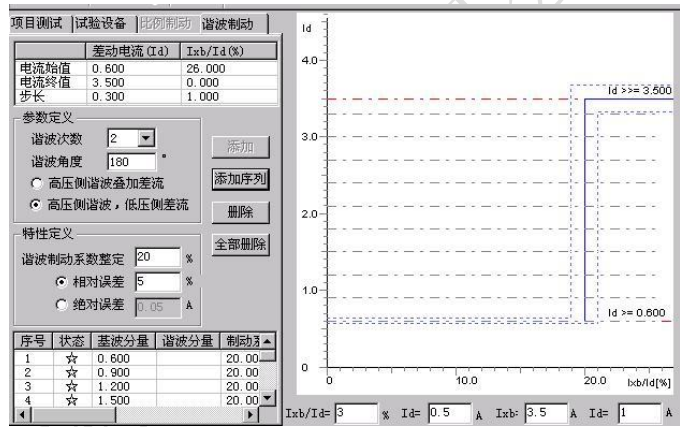 项目测试 试验设备 比例制动 谐波制动
差动电流(Id) Ixb/Id(%)
电流始值 0.600 26.000
电流终值 3.500 0.000
步长 0.300 1.000
参数定义
谐波次数 2
谐波角度 180 °
高压侧谐波叠加差流
高压侧谐波,低压侧差流
添加
添加序列
删除
全部删除
特性定义
谐波制动系数整定 20 %
相对误差 5 %
绝对误差 0.05 A
序号 状态 基波分量 谐波分量 制动系
1 ☆ 0.600 20.00
2 ☆ 0.900 20.00
3 ☆ 1.200 20.00
4 ☆ 1.500 20.00
Id
4.0
3.0
2.0
1.0
0
Id >>= 3.500
Id >= 0.600
0 10.0 20.0 Ixb/Id[%]
Ixb/Id= 3 % Id= 0.5 A Ixb: 3.5 A Id= 1 A